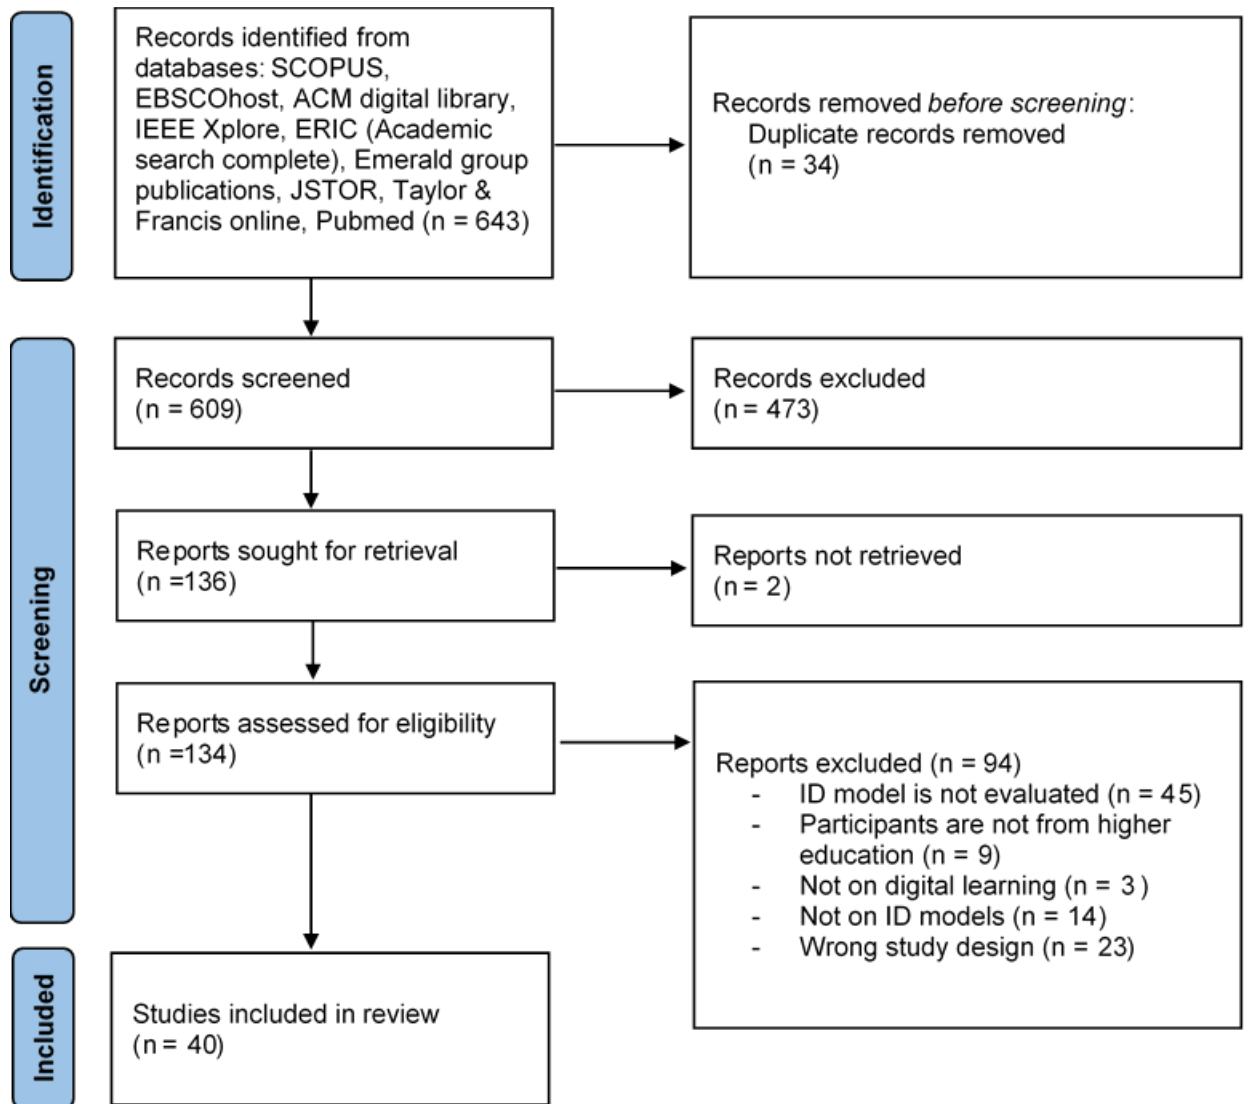 Identification
Records identified from
databases: SCOPUS,
EBSCOhost, ACM digital library,
IEEE Xplore, ERIC (Academic
search complete), Emerald group
publications, JSTOR, Taylor &
Francis online, Pubmed (n = 643)
Records removed before screening:
Duplicate records removed
(n = 34)
Screening
Records screened
(n = 609)
Records excluded
(n = 473)
Reports sought for retrieval
(n =136)
Reports not retrieved
(n = 2)
Reports assessed for eligibility
(n =134)
Reports excluded (n = 94)
- ID model is not evaluated (n = 45)
- Participants are not from higher
education (n = 9)
- Not on digital learning (n = 3 )
- Not on ID models (n = 14)
- Wrong study design (n = 23)
Included
Studies included in review
(n = 40)